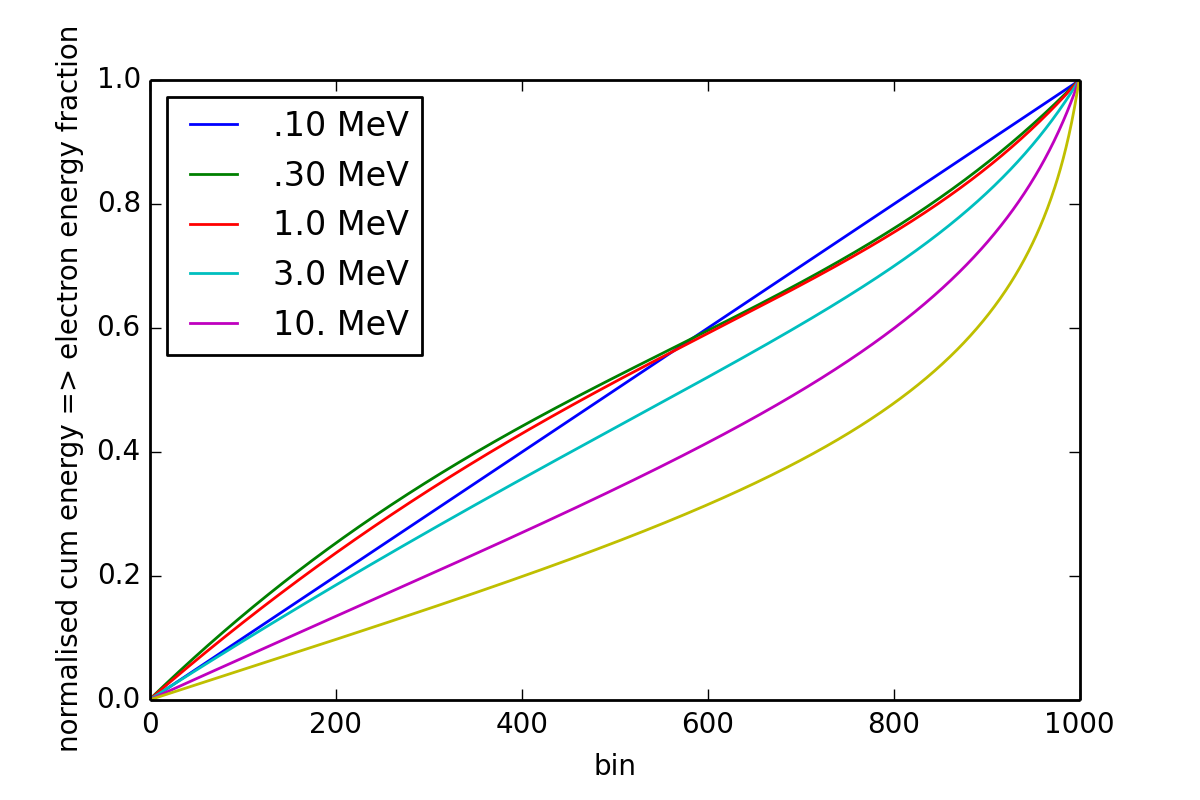 normalised cum energy => electron energy fraction
1.0
0.8
0.6
0.4
0.2
0.0
.10 MeV
.30 MeV
1.0 MeV
3.0 MeV
10. MeV
0 200 400 600 800 1000
bin